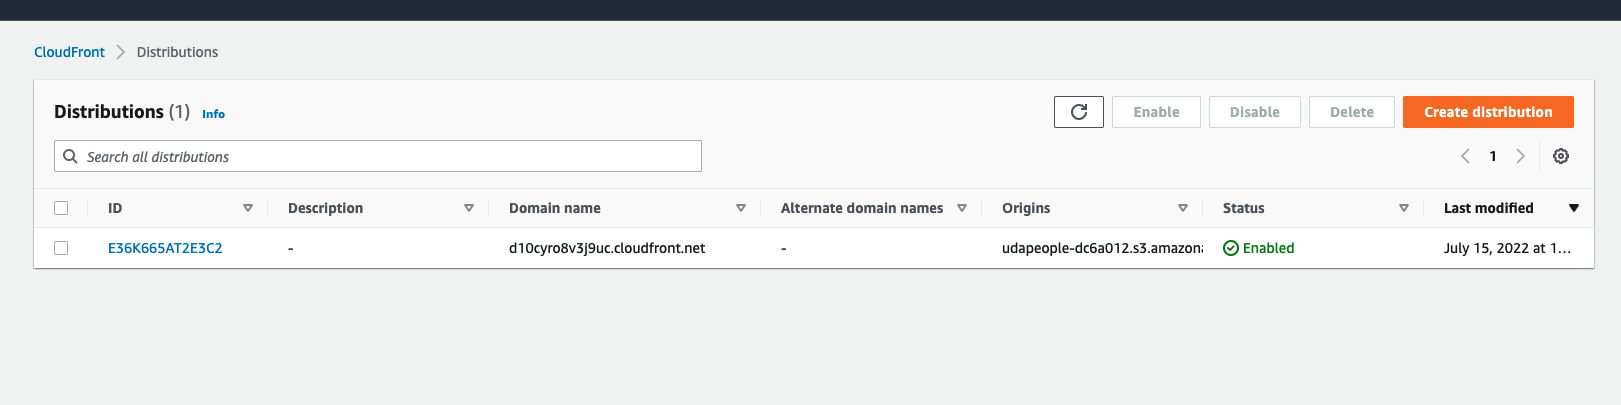 CloudFront Distributions
Distributions (1) Info
Enable Disable Delete Create distribution
Search all distributions
1
ID Description Domain name Alternate domain names Origins Status Last modified
E36K665AT2E3C2 - d10cyro8v3j9uc.cloudfront.net - udapeople-dc6a012.s3.amazona Enabled July 15, 2022 at 1…